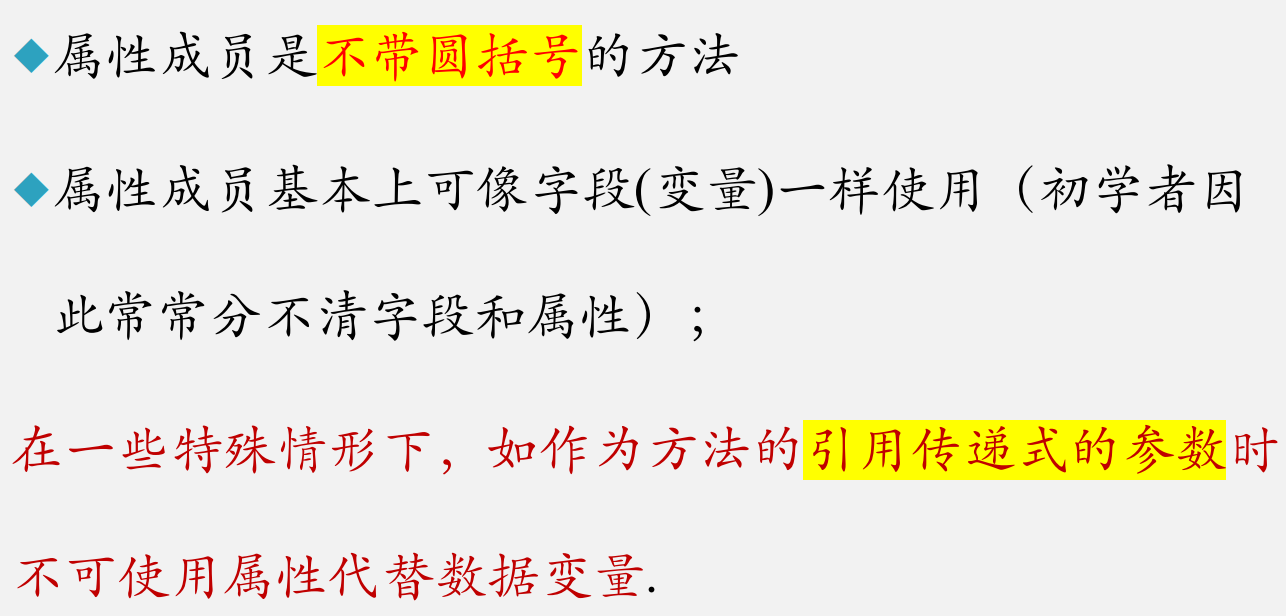 ◆属性成员是不带圆括号的方法
◆属性成员基本上可像字段(变量)一样使用（初学者因
此常常分不清字段和属性）;
在一些特殊情形下，如作为方法的引用传递式的参数时
不可使用属性代替数据变量.